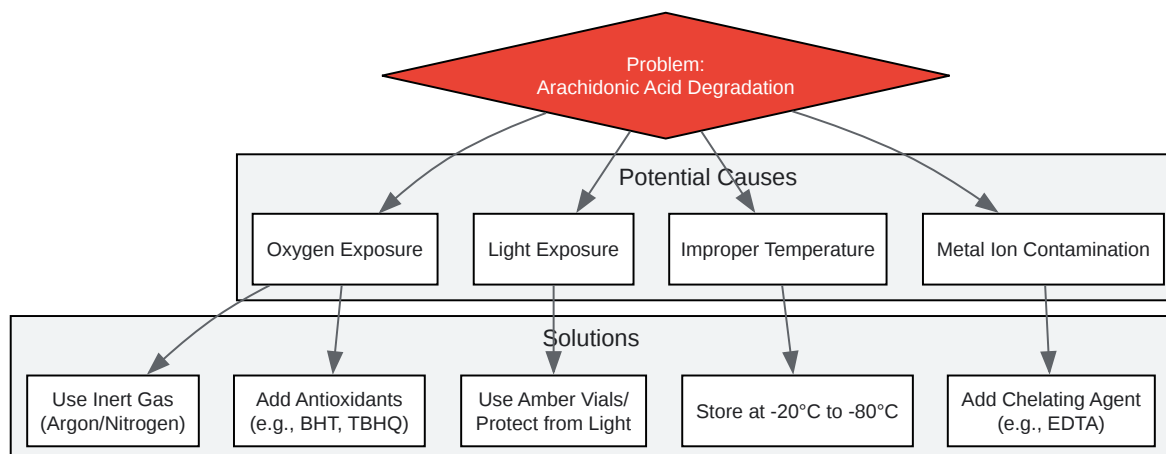 Problem:
Arachidonic Acid Degradation
Potential Causes
Oxygen Exposure
Light Exposure
Improper Temperature
Metal Ion Contamination
Solutions
Use Inert Gas
(Argon/Nitrogen)
Add Antioxidants
(e.g., BHT, TBHQ)
Use Amber Vials/
Protect from Light
Store at -20°C to -80°C
Add Chelating Agent
(e.g., EDTA)